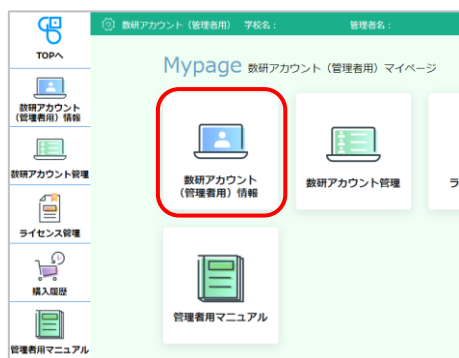 TOPへ
数研アカウント
(管理者用) 情報
数研アカウント管理
ライセンス管理
購入履歴
管理者用マニュアル
数研アカウント（管理者用） 学校名： 管理者名：
Mypage 数研アカウント（管理者用）マイページ
数研アカウント
（管理者用）情報
数研アカウント管理
ラ
管理者用マニュアル